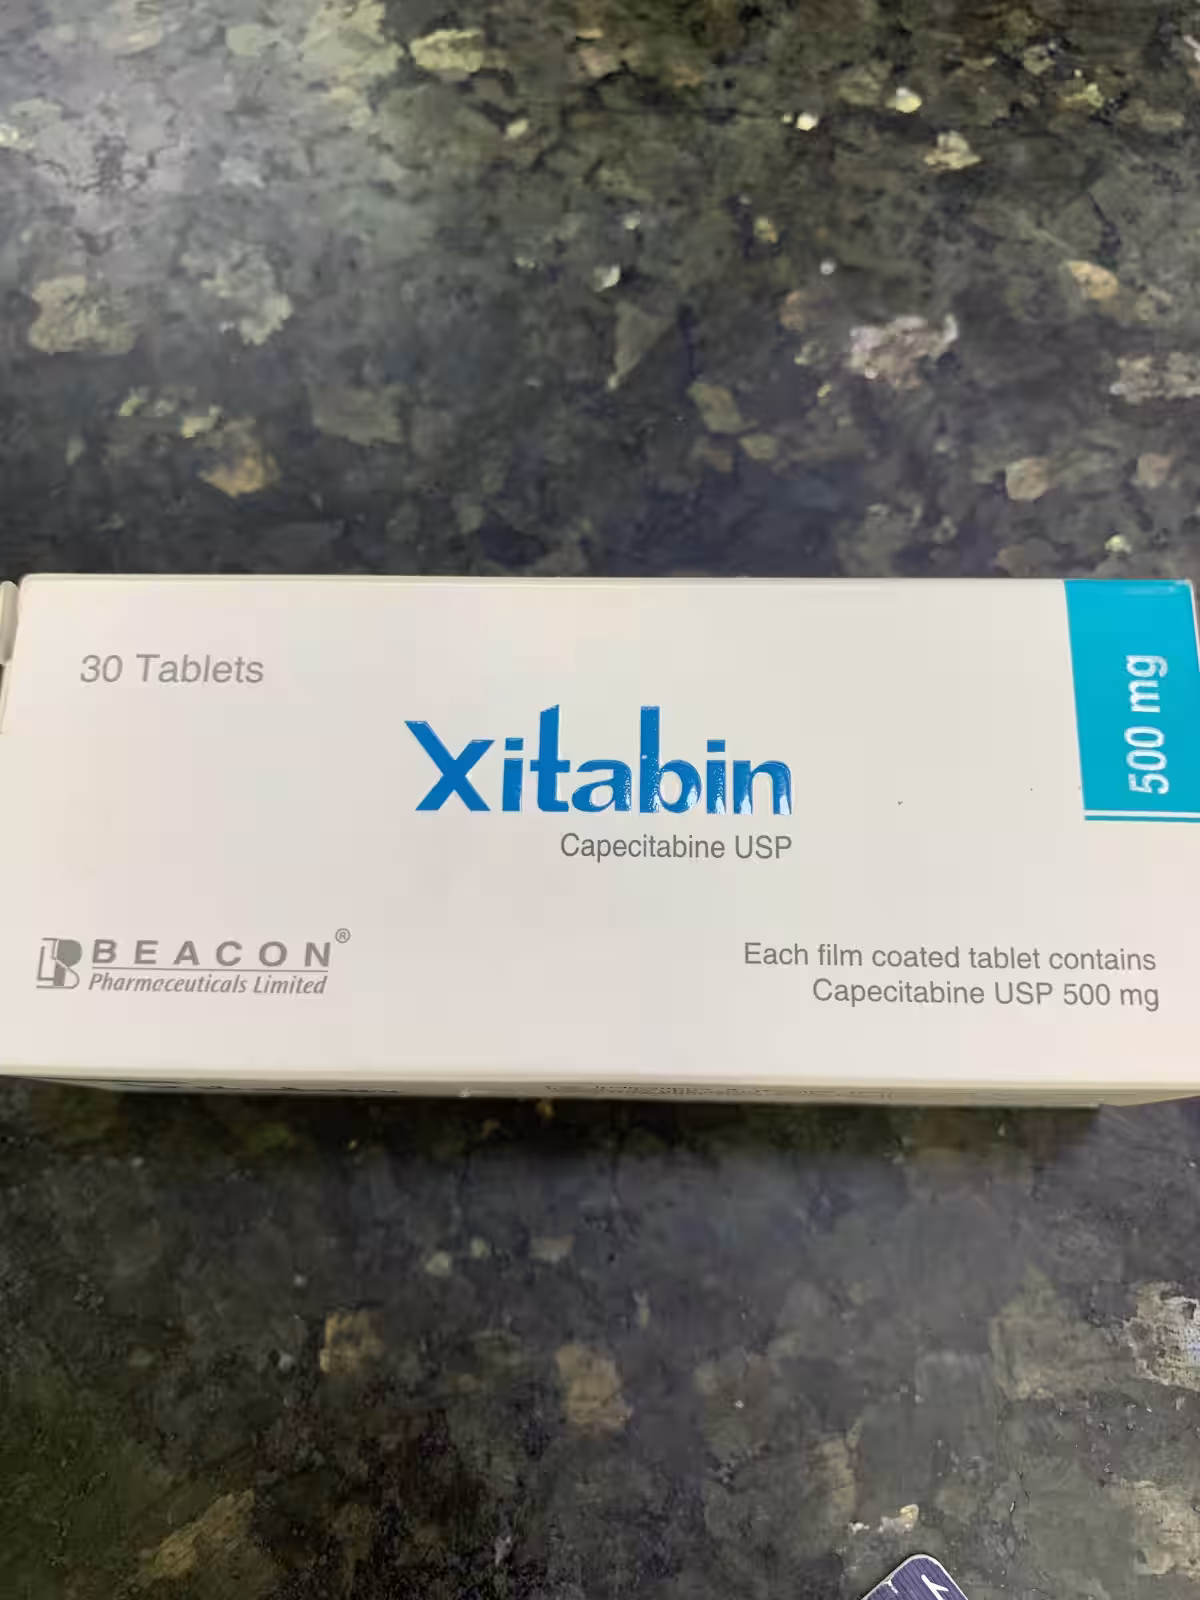 30 Tablets
500 mg
Xitabin
Capecitabine USP
BEACON®
Pharmaceuticals Limited
Each film coated tablet contains
Capecitabine USP 500 mg